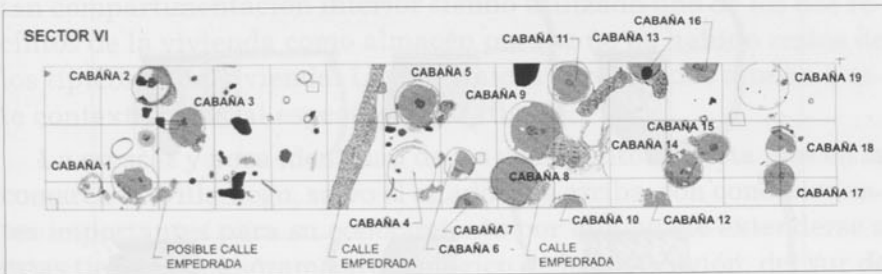 SECTOR VI
CABAÑA 16
CABAÑA 11
CABAÑA 13
CABAÑA 2
CABAÑA 5
CABAÑA 19
CABAÑA 3
CABAÑA 9
CABAÑA 15
CABAÑA 14
CABAÑA 18
CABAÑA 1
CABAÑA 8
CABAÑA 17
CABAÑA 4
CABAÑA 7
CABAÑA 10
CABAÑA 12
CABAÑA 6
POSIBLE CALLE
EMPEDRADA
CALLE
EMPEDRADA
CALLE
EMPEDRADA